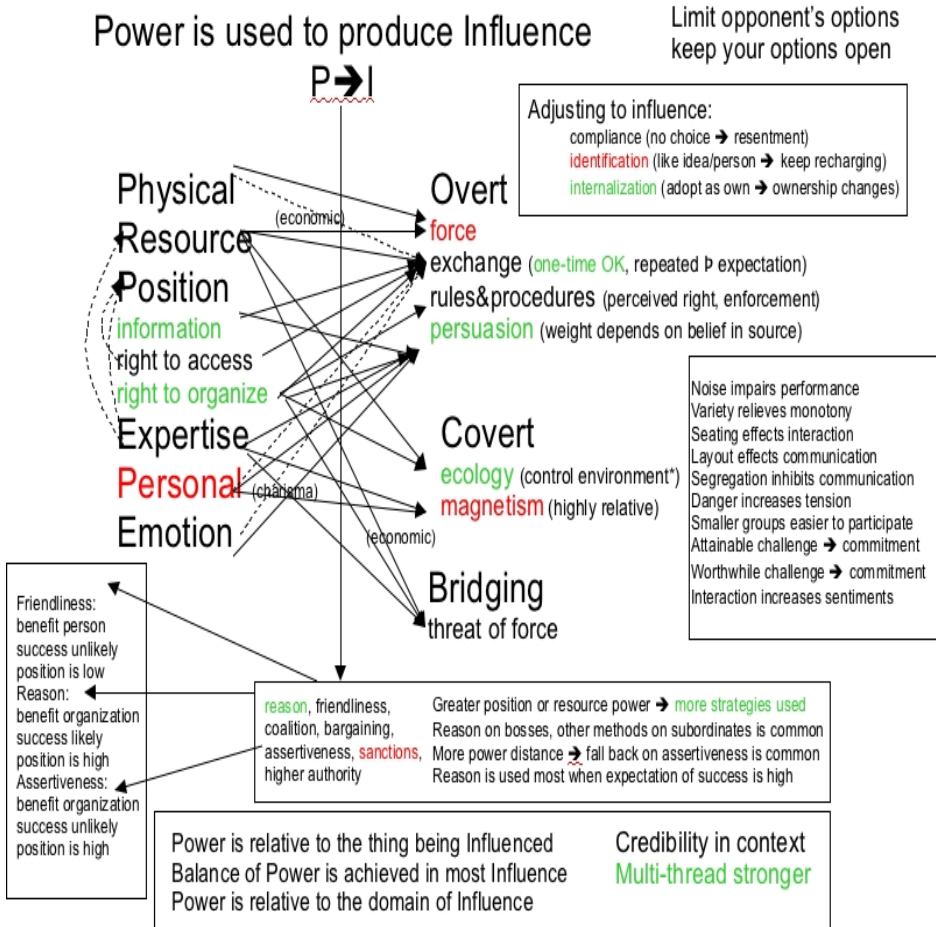 Power is used to produce Influence
P➔I
Limit opponent's options
keep your options open
Adjusting to influence:
compliance (no choice ➔ resentment)
identification (like idea/person ➔ keep recharging)
internalization (adopt as own ➔ ownership changes)
Physical
Resource
Position
information
right to access
right to organize
Expertise
Personal
Emotion
(economic)
(charisma)
(economic)
Overt
force
exchange (one-time OK, repeated Þ expectation)
rules&procedures (perceived right, enforcement)
persuasion (weight depends on belief in source)
Covert
ecology (control environment*)
magnetism (highly relative)
Bridging
threat of force
Noise impairs performance
Variety relieves monotony
Seating effects interaction
Layout effects communication
Segregation inhibits communication
Danger increases tension
Smaller groups easier to participate
Attainable challenge ➔ commitment
Worthwhile challenge ➔ commitment
Interaction increases sentiments
Friendliness:
benefit person
success unlikely
position is low
Reason:
benefit organization
success likely
position is high
Assertiveness:
benefit organization
success unlikely
position is high
reason, friendliness,
coalition, bargaining,
assertiveness, sanctions,
higher authority
Greater position or resource power ➔ more strategies used
Reason on bosses, other methods on subordinates is common
More power distance ➔ fall back on assertiveness is common
Reason is used most when expectation of success is high
Power is relative to the thing being Influenced
Balance of Power is achieved in most Influence
Power is relative to the domain of Influence
Credibility in context
Multi-thread stronger